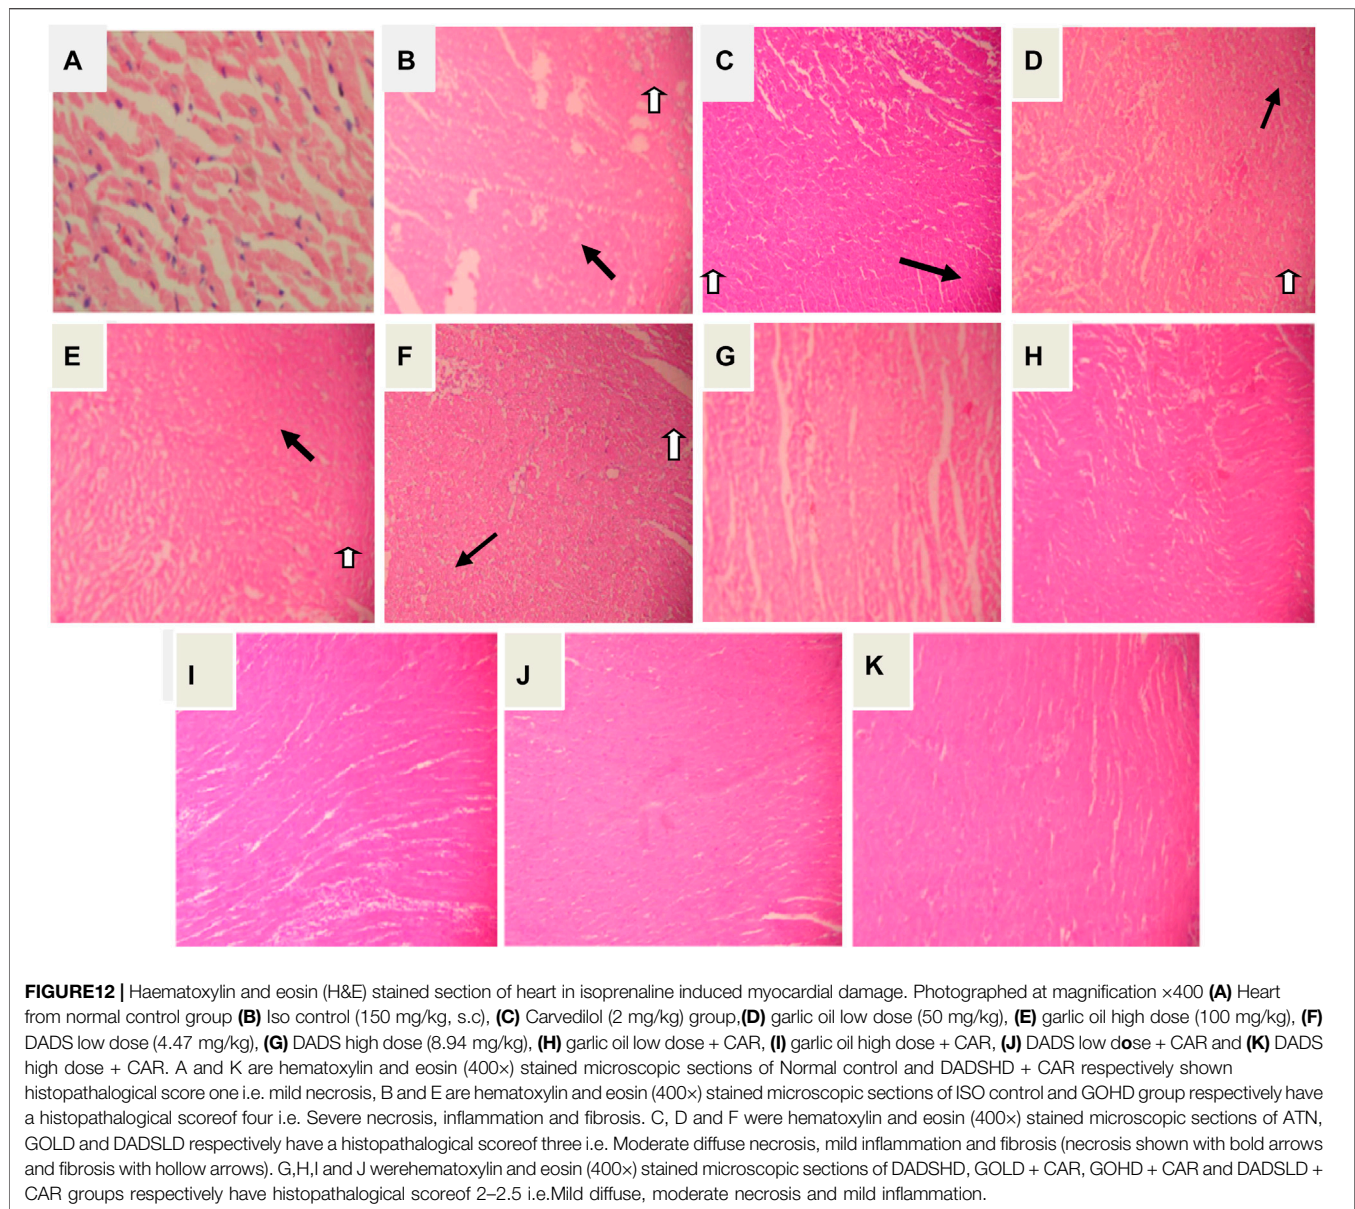 A
B
C
D
E
F
G
H
I
J
K
FIGURE12 | Haematoxylin and eosin (H&E) stained section of heart in isoprenaline induced myocardial damage. Photographed at magnification ×400 (A) Heart
from normal control group (B) Iso control (150 mg/kg, s.c), (C) Carvedilol (2 mg/kg) group,(D) garlic oil low dose (50 mg/kg), (E) garlic oil high dose (100 mg/kg), (F)
DADS low dose (4.47 mg/kg), (G) DADS high dose (8.94 mg/kg), (H) garlic oil low dose + CAR, (I) garlic oil high dose + CAR, (J) DADS low dose + CAR and (K) DADS
high dose + CAR. A and K are hematoxylin and eosin (400×) stained microscopic sections of Normal control and DADSHD + CAR respectively shown
histopathalogical score one i.e. mild necrosis, B and E are hematoxylin and eosin (400×) stained microscopic sections of ISO control and GOHD group respectively have
a histopathalogical scoreof four i.e. Severe necrosis, inflammation and fibrosis. C, D and F were hematoxylin and eosin (400×) stained microscopic sections of ATN,
GOLD and DADSLD respectively have a histopathalogical scoreof three i.e. Moderate diffuse necrosis, mild inflammation and fibrosis (necrosis shown with bold arrows
and fibrosis with hollow arrows). G,H,I and J werehematoxylin and eosin (400×) stained microscopic sections of DADSHD, GOLD + CAR, GOHD + CAR and DADSLD +
CAR groups respectively have histopathalogical scoreof 2–2.5 i.e.Mild diffuse, moderate necrosis and mild inflammation.